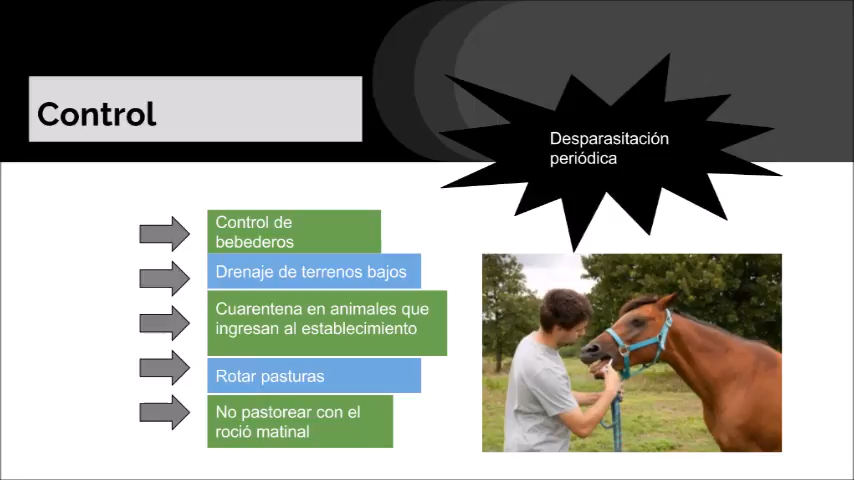 Control
Desparasitación
periódica
Control de
bebederos
Drenaje de terrenos bajos
Cuarentena en animales que
ingresan al establecimiento
Rotar pasturas
No pastorear con el
roció matinal